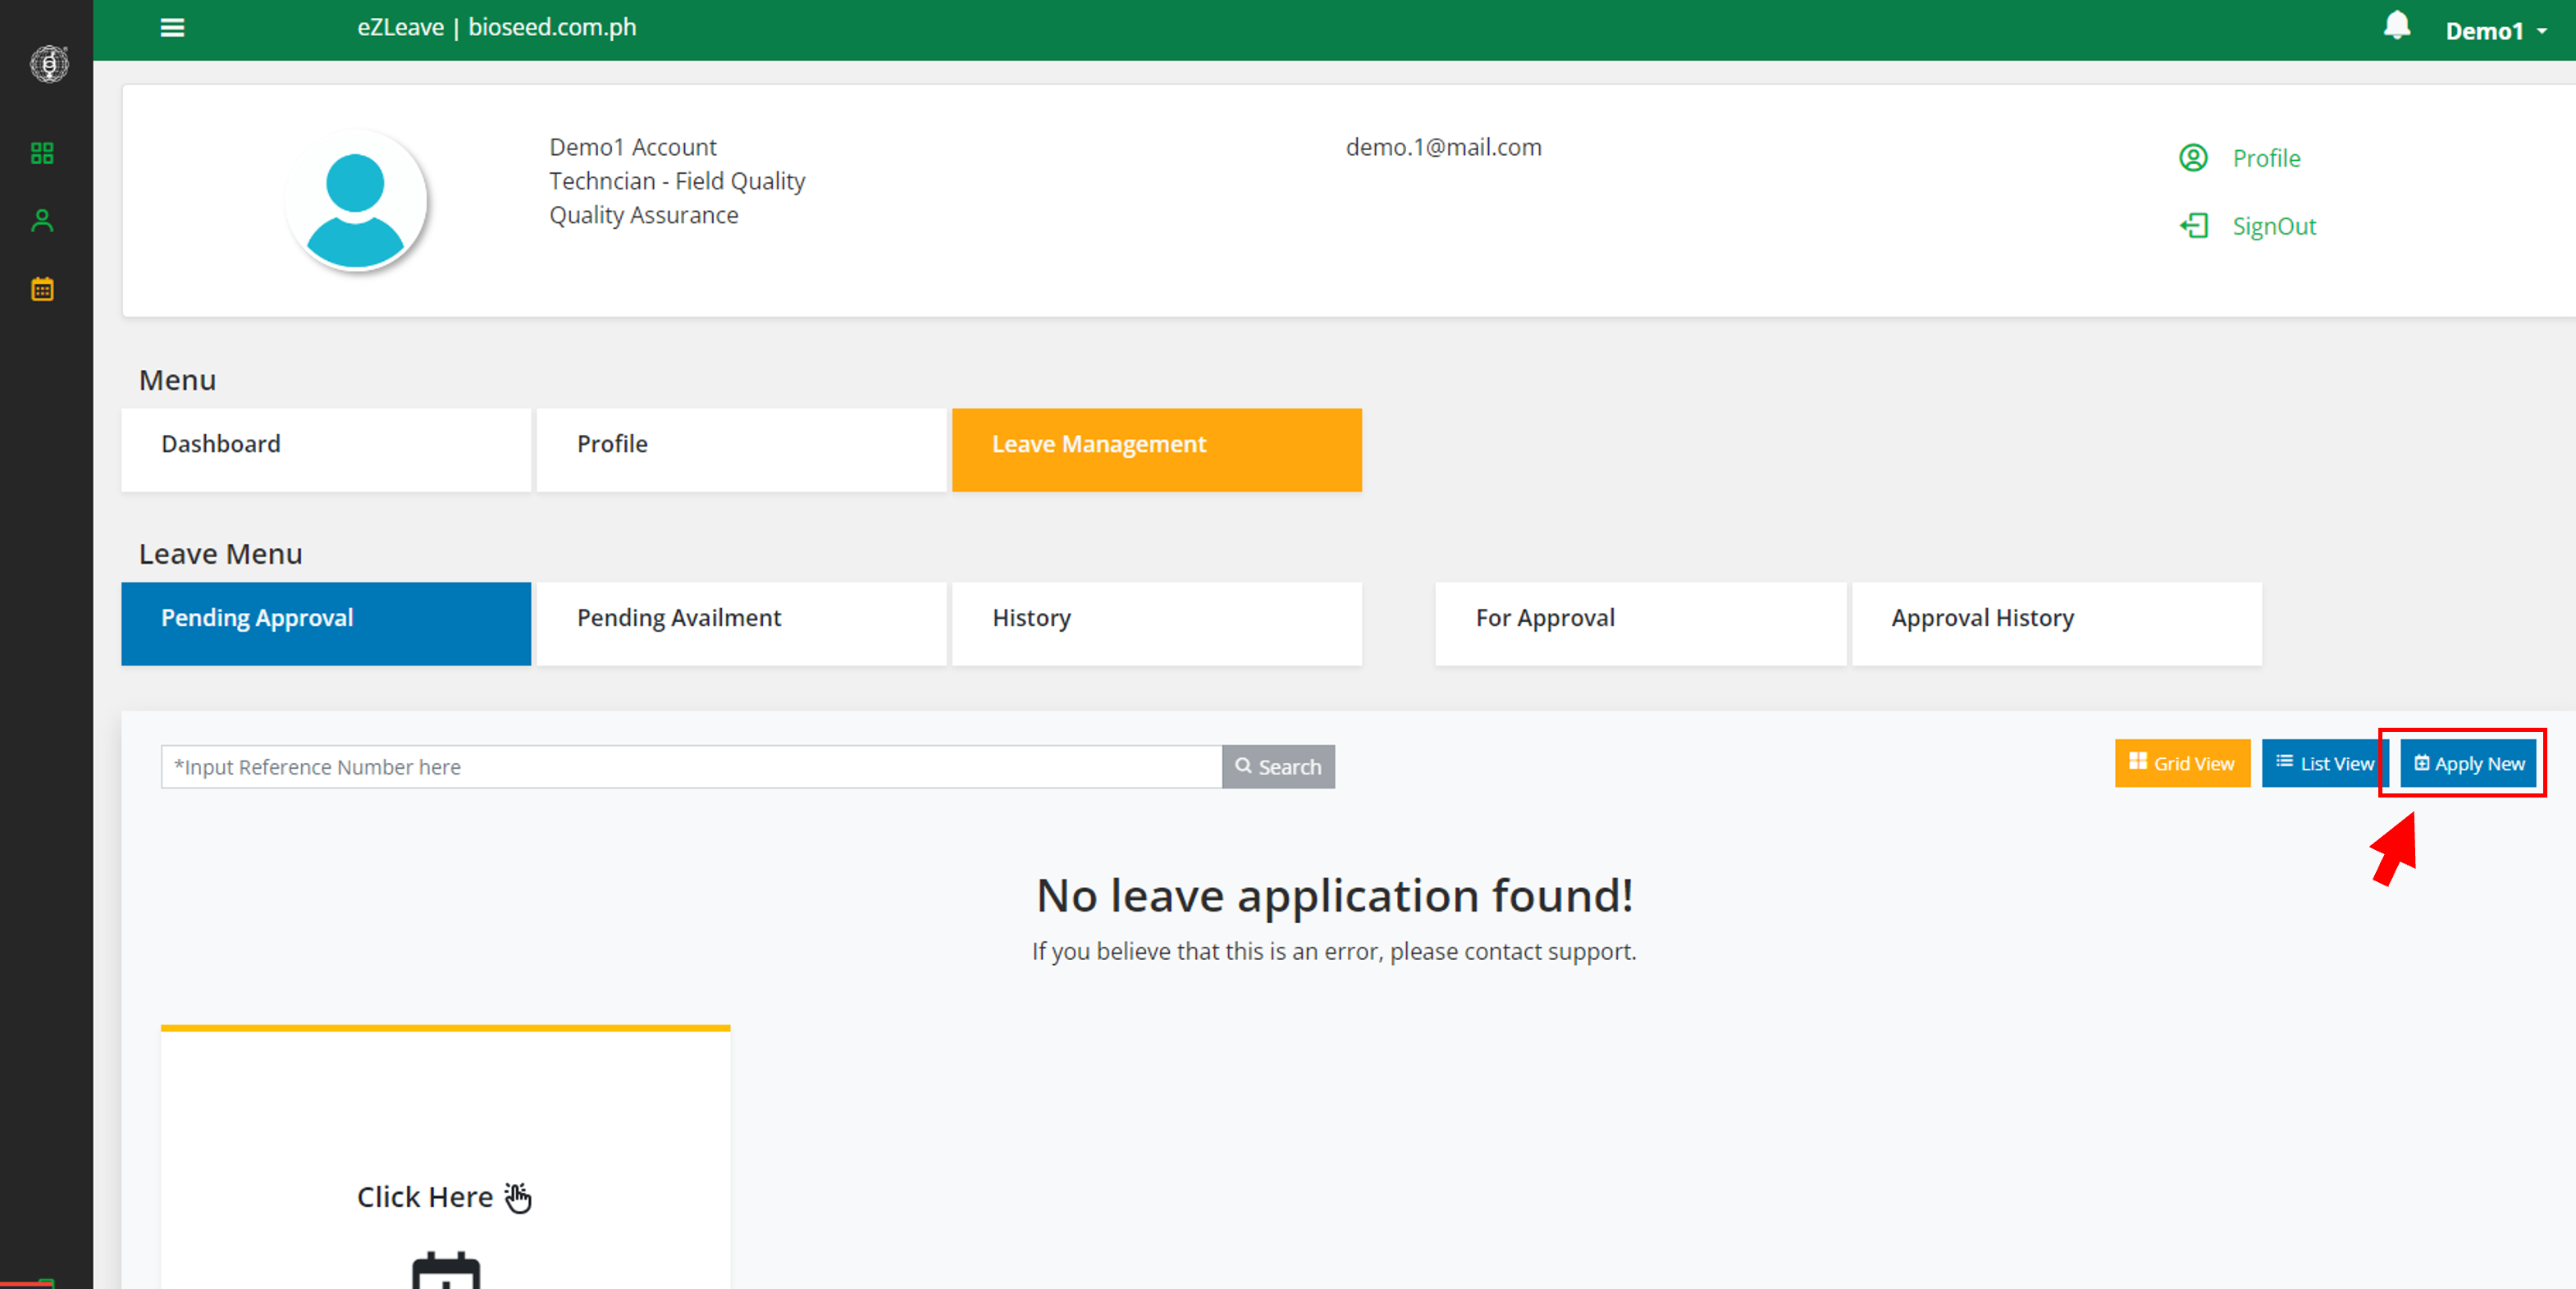 eZLeave | bioseed.com.ph
Demo1
Demo1 Account
Techncian - Field Quality
Quality Assurance
demo.1@mail.com
Profile
SignOut
Menu
Dashboard
Profile
Leave Management
Leave Menu
Pending Approval
Pending Availment
History
For Approval
Approval History
*Input Reference Number here
Search
Grid View
List View
Apply New
No leave application found!
If you believe that this is an error, please contact support.
Click Here